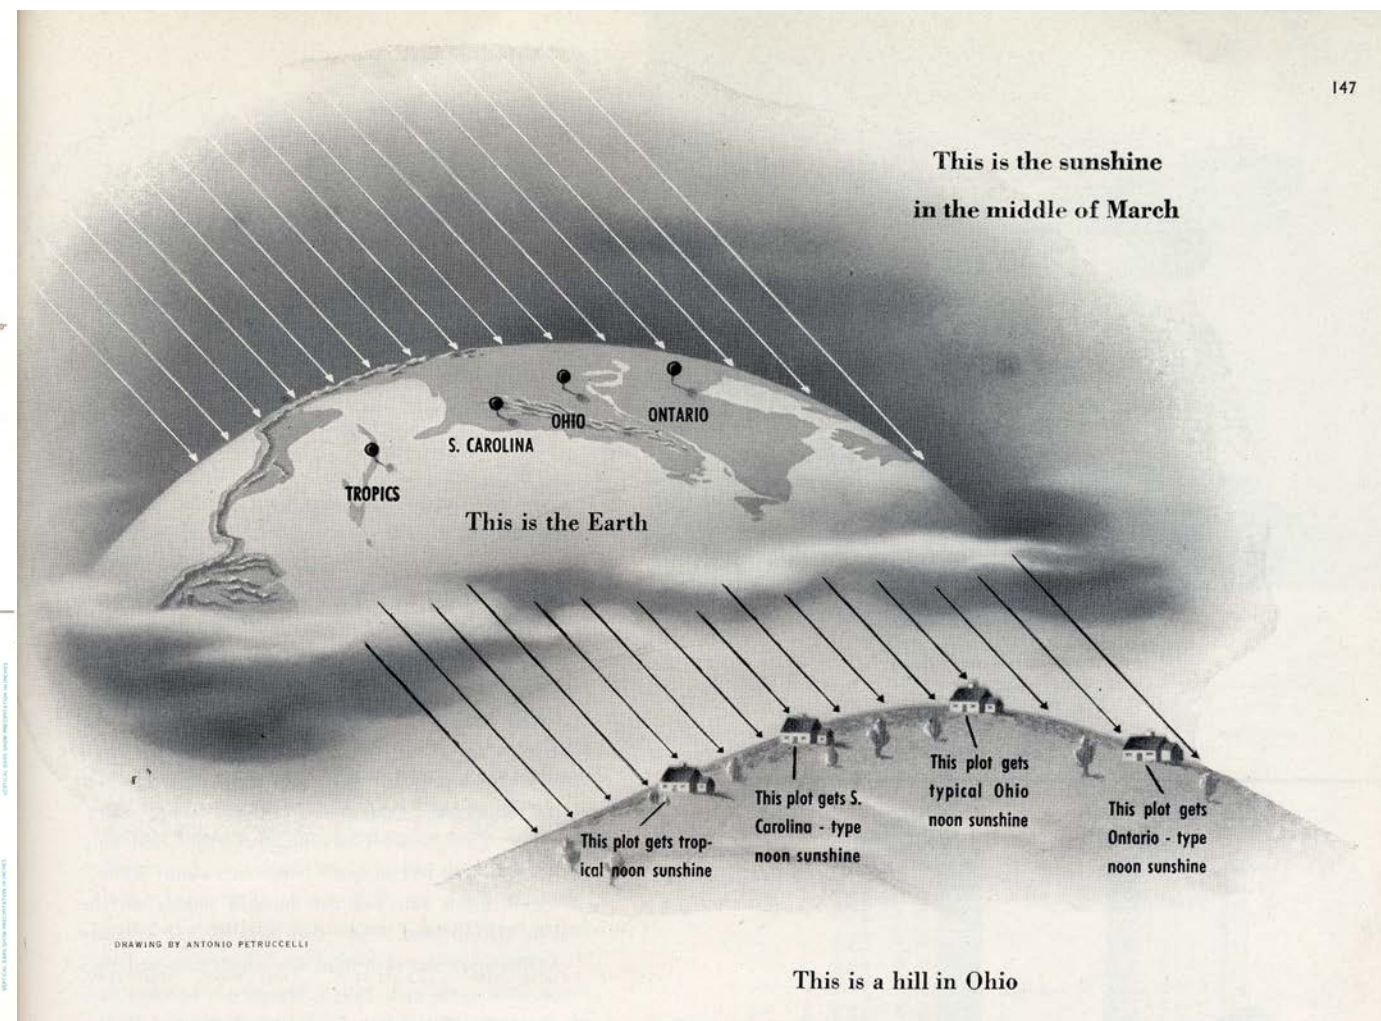 147
This is the sunshine
in the middle of March
OHIO
ONTARIO
S. CAROLINA
TROPICS
This is the Earth
This plot gets trop-
ical noon sunshine
This plot gets S.
Carolina - type
noon sunshine
This plot gets
typical Ohio
noon sunshine
This plot gets
Ontario - type
noon sunshine
DRAWING BY ANTONIO PETRUCCELLI
This is a hill in Ohio